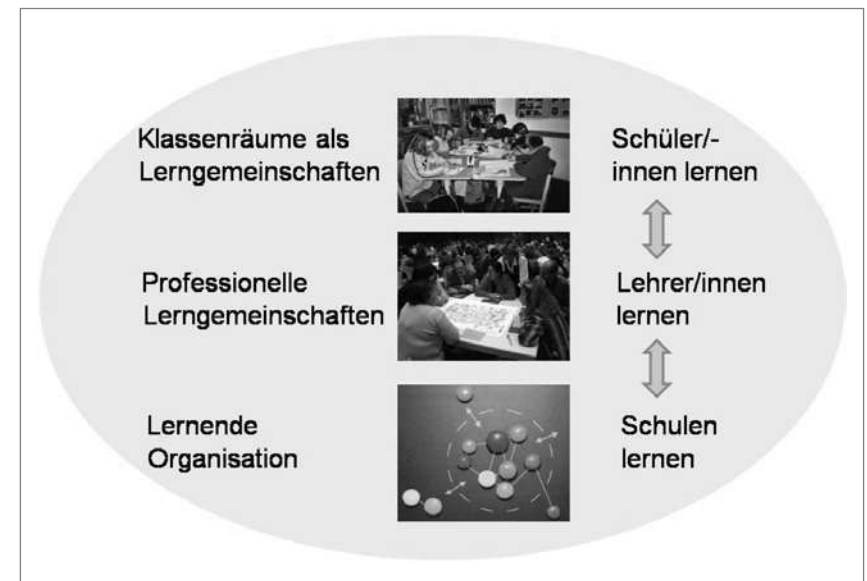 Klassenräume als
Lerngemeinschaften
Schüler/-
innen lernen
Professionelle
Lerngemeinschaften
Lehrer/innen
lernen
Lernende
Organisation
Schulen
lernen